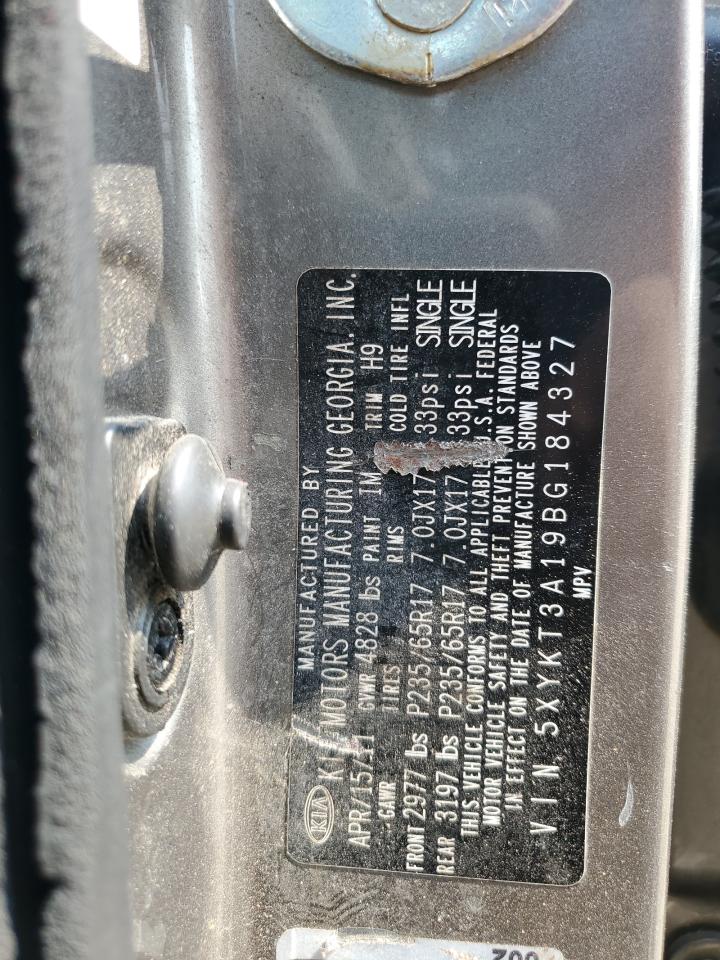 MANUFACTURED BY
KIA KIA MOTORS MANUFACTURING GEORGIA, INC.
APR/15/11 GVWR 4828 lbs PAINT IM TRIM H9
GAWR TIRES RIMS COLD TIRE INFL
FRONT 2977 lbs P235/65R17 7.0JX17 33psi SINGLE
REAR 3197 lbs P235/65R17 7.0JX17 33psi SINGLE
THIS VEHICLE CONFORMS TO ALL APPLICABLE U.S.A. FEDERAL
MOTOR VEHICLE SAFETY AND THEFT PREVENTION STANDARDS
IN EFFECT ON THE DATE OF MANUFACTURE SHOWN ABOVE
VIN 5XYKT3A19BG184327
MPV